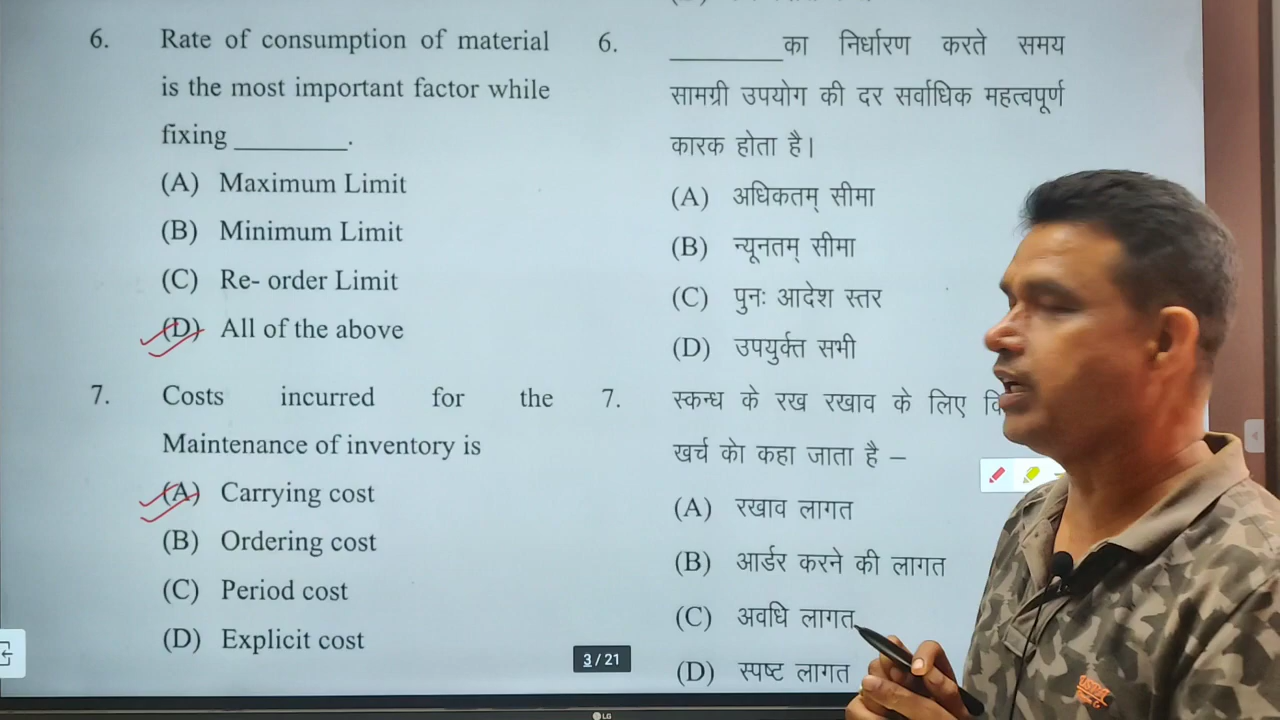 6.
Rate of consumption of material
is the most important factor while
fixing ________.
(A) Maximum Limit
(B) Minimum Limit
(C) Re- order Limit
(D) All of the above
7.
Costs incurred for the
Maintenance of inventory is
(A) Carrying cost
(B) Ordering cost
(C) Period cost
(D) Explicit cost
6.
________का निर्धारण करते समय
सामग्री उपयोग की दर सर्वाधिक महत्वपूर्ण
कारक होता है।
(A) अधिकतम् सीमा
(B) न्यूनतम् सीमा
(C) पुनः आदेश स्तर
(D) उपयुर्क्त सभी
7.
स्कन्ध के रख रखाव के लिए
खर्च केा कहा जाता है –
(A) रखाव लागत
(B) आर्डर करने की लागत
(C) अवधि लागत
(D) स्पष्ट लागत
3 / 21
LG